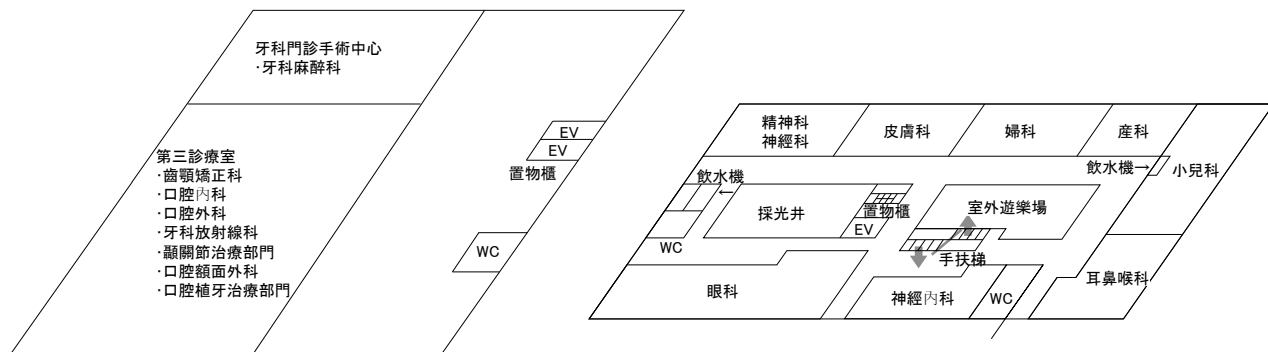 牙科門診手術中心
·牙科麻醉科
第三診療室
·齒顎矯正科
·口腔内科
·口腔外科
·牙科放射線科
·顳關節治療部門
·口腔額面外科
·口腔植牙治療部門
EV
EV
置物櫃
WC
精神科
神經科
皮膚科
婦科
産科
小兒科
飲水機→
飲水機
←
採光井
置物櫃
EV
室外遊樂場
WC
手扶梯
眼科
神經内科
WC
耳鼻喉科